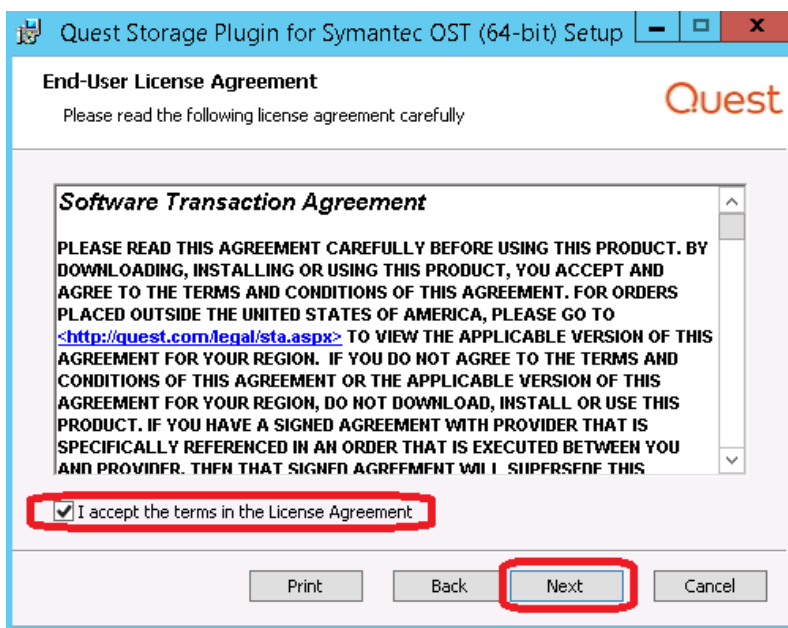 Quest Storage Plugin for Symantec OST (64-bit) Setup
End-User License Agreement
Please read the following license agreement carefully
Quest
Software Transaction Agreement
PLEASE READ THIS AGREEMENT CAREFULLY BEFORE USING THIS PRODUCT. BY
DOWNLOADING, INSTALLING OR USING THIS PRODUCT, YOU ACCEPT AND
AGREE TO THE TERMS AND CONDITIONS OF THIS AGREEMENT. FOR ORDERS
PLACED OUTSIDE THE UNITED STATES OF AMERICA, PLEASE GO TO
<http://quest.com/legal/sta.aspx> TO VIEW THE APPLICABLE VERSION OF THIS
AGREEMENT FOR YOUR REGION. IF YOU DO NOT AGREE TO THE TERMS AND
CONDITIONS OF THIS AGREEMENT OR THE APPLICABLE VERSION OF THIS
AGREEMENT FOR YOUR REGION, DO NOT DOWNLOAD, INSTALL OR USE THIS
PRODUCT. IF YOU HAVE A SIGNED AGREEMENT WITH PROVIDER THAT IS
SPECIFICALLY REFERENCED IN AN ORDER THAT IS EXECUTED BETWEEN YOU
AND PROVIDER, THEN THAT SIGNED AGREEMENT WILL SUPERSEDE THIS
I accept the terms in the License Agreement
Print Back Next Cancel